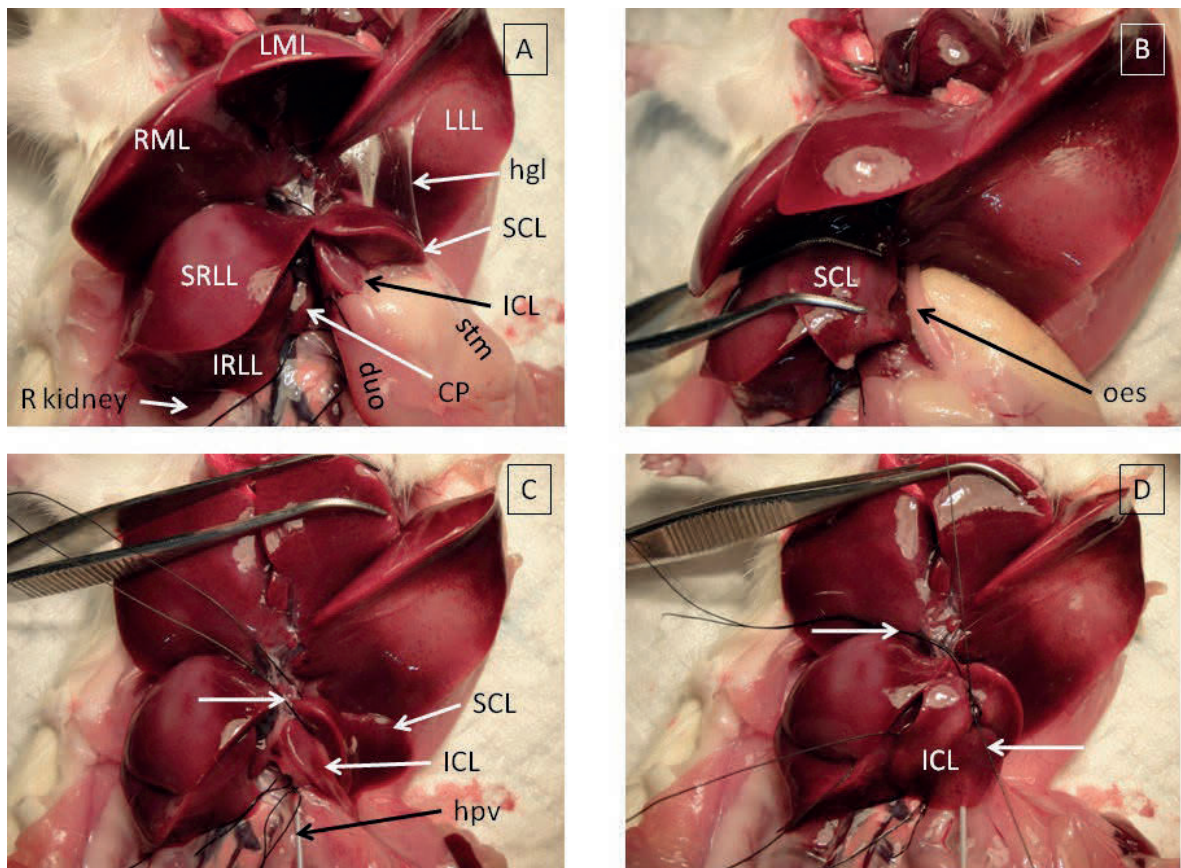 A
LML
RML
LLL
hgl
SCL
SRLL
ICL
stm
IRLL
duo
CP
R kidney
B
SCL
oes
C
SCL
ICL
hpv
D
ICL